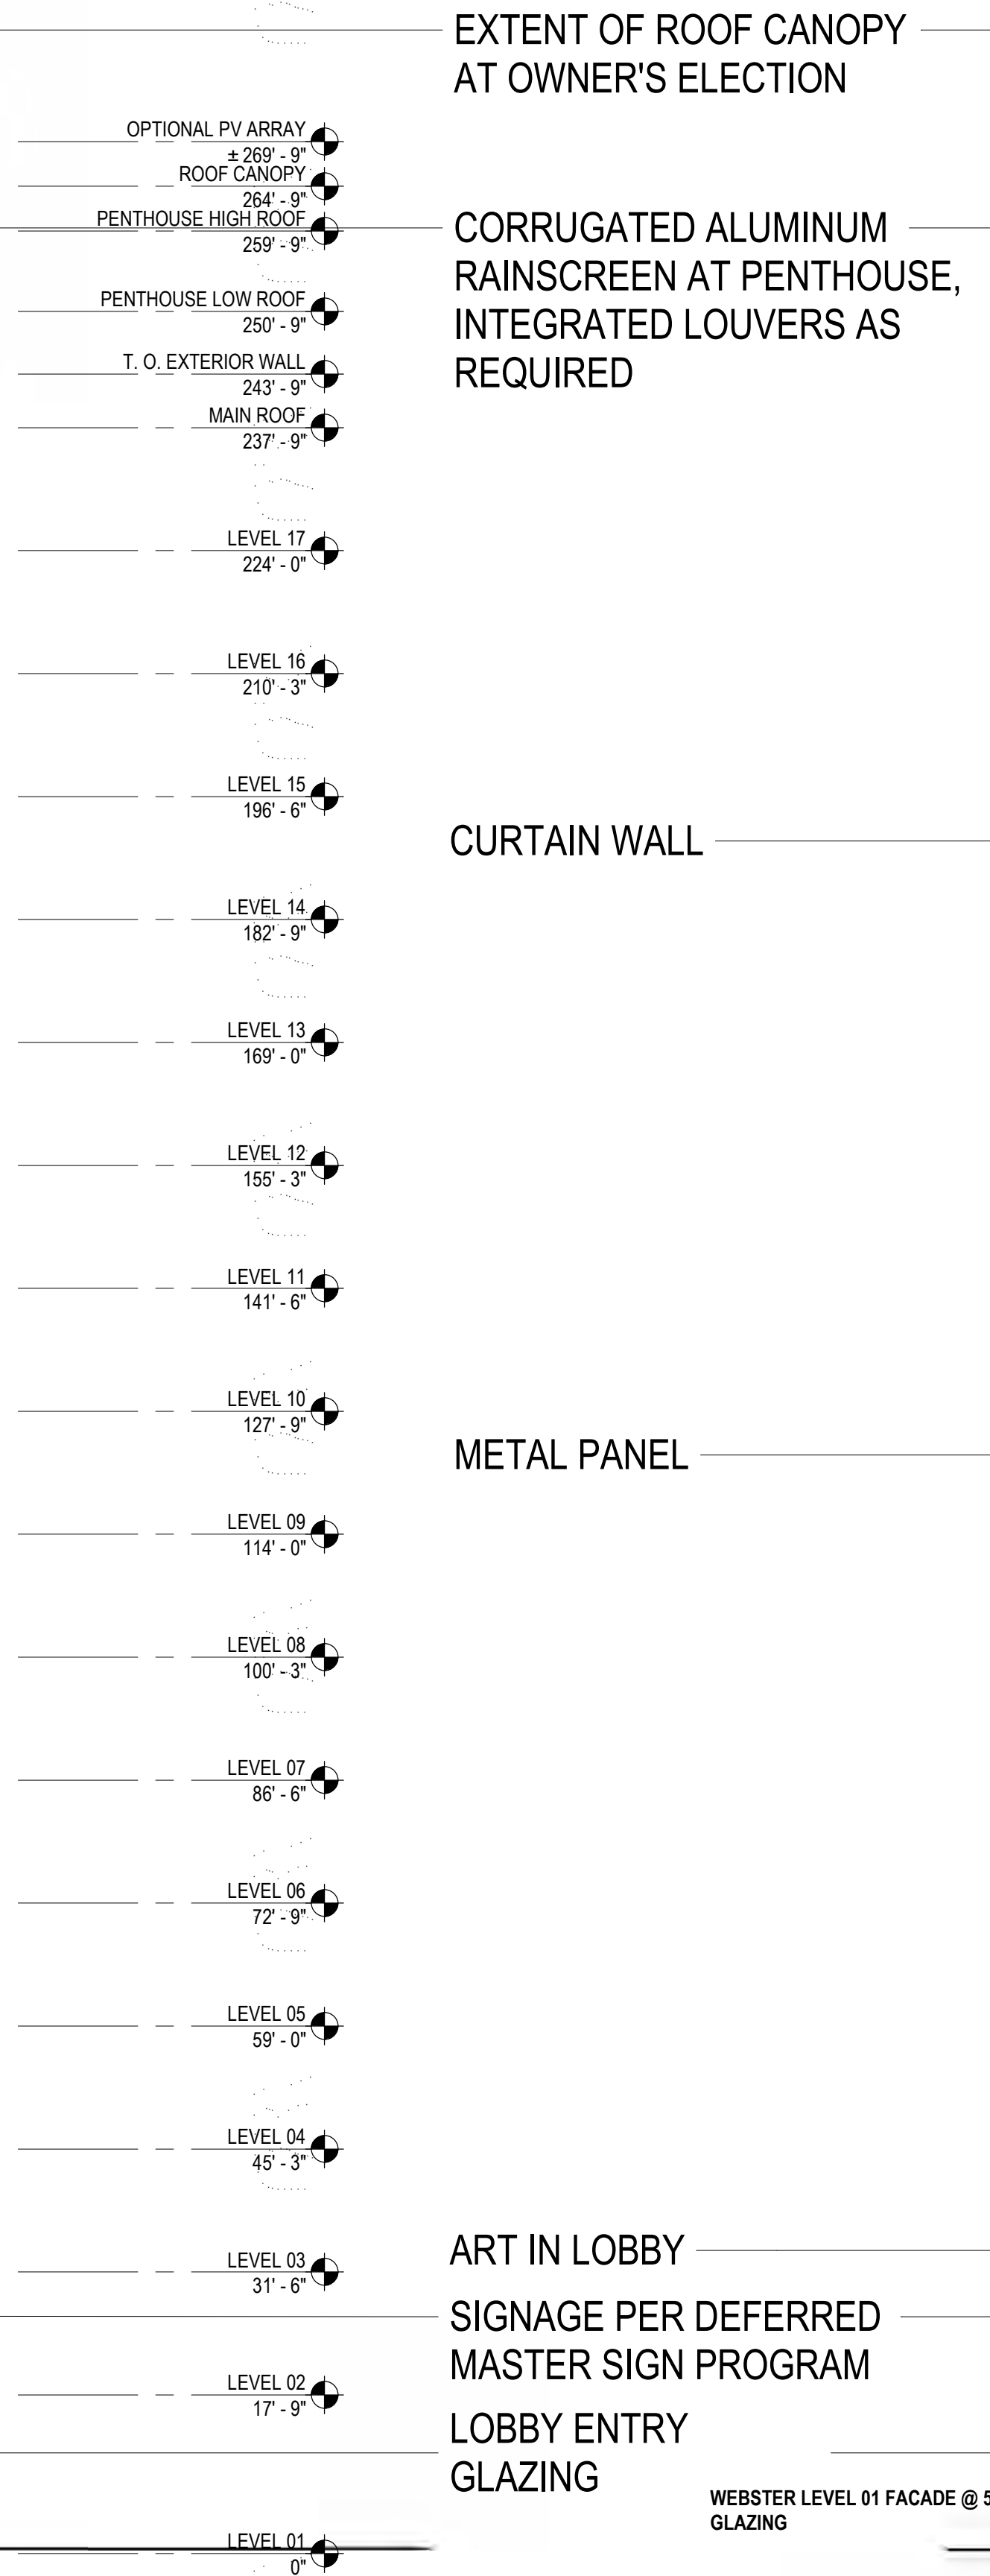 EXTENT OF ROOF CANOPY
AT OWNER'S ELECTION
OPTIONAL PV ARRAY
± 269' - 9"
ROOF CANOPY
264' - 9"
PENTHOUSE HIGH ROOF
259' - 9"
CORRUGATED ALUMINUM
RAINSCREEN AT PENTHOUSE,
INTEGRATED LOUVERS AS
REQUIRED
PENTHOUSE LOW ROOF
250' - 9"
T. O. EXTERIOR WALL
243' - 9"
MAIN ROOF
237' - 9"
LEVEL 17
224' - 0"
LEVEL 16
210' - 3"
LEVEL 15
196' - 6"
CURTAIN WALL
LEVEL 14
182' - 9"
LEVEL 13
169' - 0"
LEVEL 12
155' - 3"
LEVEL 11
141' - 6"
LEVEL 10
127' - 9"
METAL PANEL
LEVEL 09
114' - 0"
LEVEL 08
100' - 3"
LEVEL 07
86' - 6"
LEVEL 06
72' - 9"
LEVEL 05
59' - 0"
LEVEL 04
45' - 3"
ART IN LOBBY
LEVEL 03
31' - 6"
SIGNAGE PER DEFERRED
MASTER SIGN PROGRAM
LEVEL 02
17' - 9"
LOBBY ENTRY
GLAZING
WEBSTER LEVEL 01 FACADE @ 5
GLAZING
LEVEL 01
0"